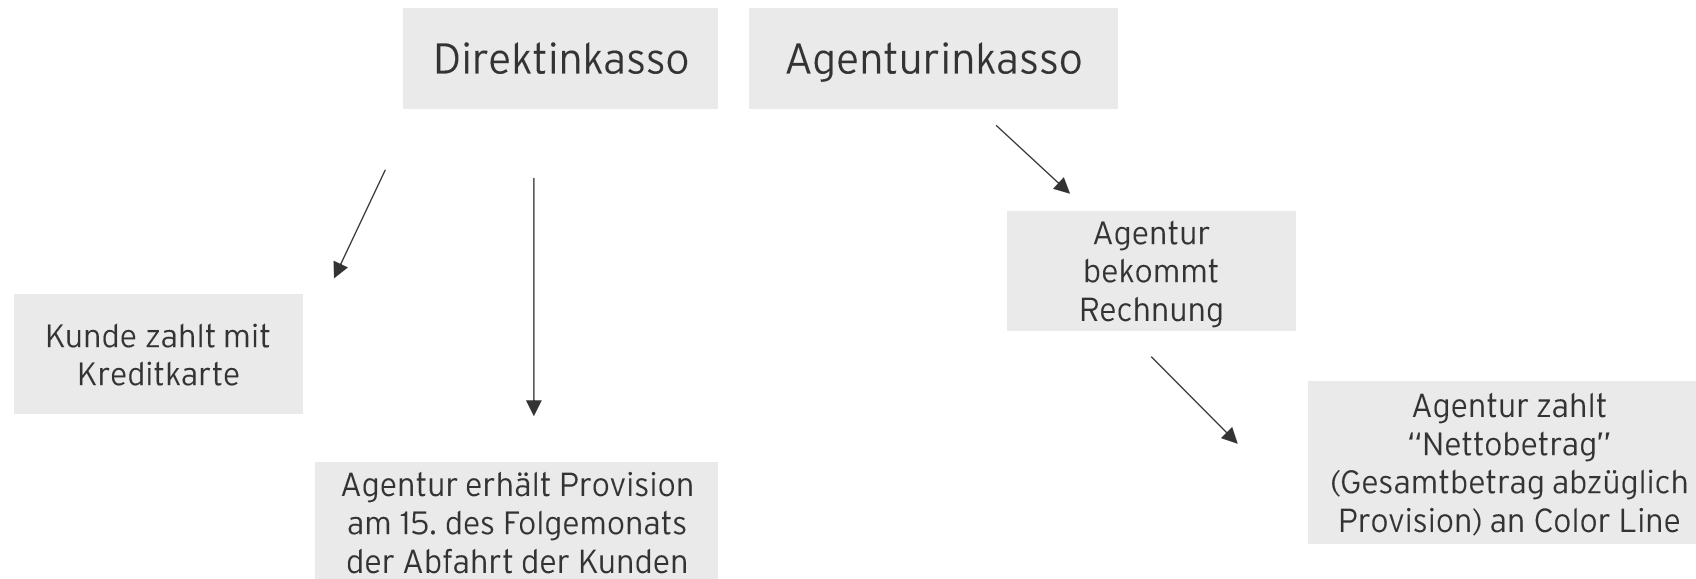 Direktinkasso
Agenturinkasso
Kunde zahlt mit
Kreditkarte
Agentur erhält Provision
am 15. des Folgemonats
der Abfahrt der Kunden
Agentur
bekommt
Rechnung
Agentur zahlt
“Nettobetrag”
(Gesamtbetrag abzüglich
Provision) an Color Line